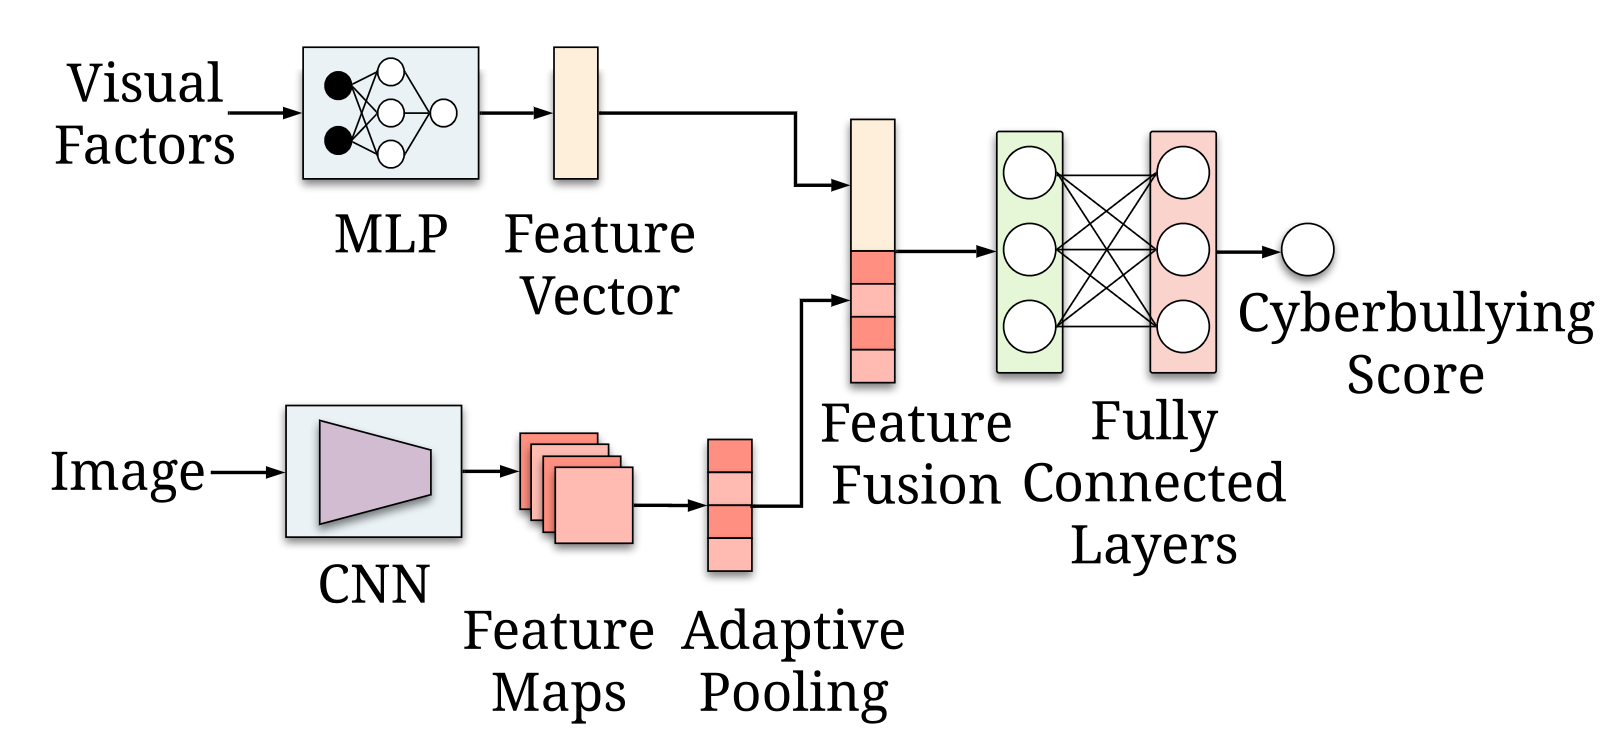 Visual
Factors
MLP
Feature
Vector
Image
CNN
Feature
Maps
Adaptive
Pooling
Feature
Fusion
Fully
Connected
Layers
Cyberbullying
Score